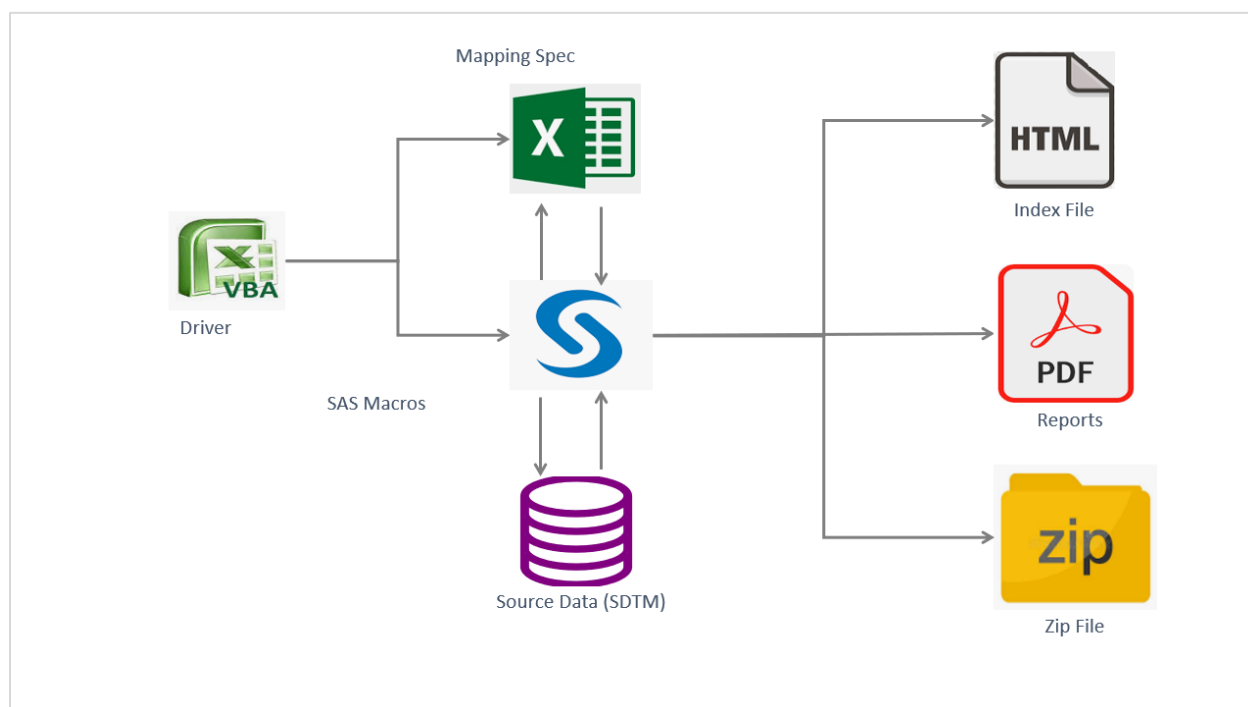 Mapping Spec
X
HTML
Index File
VBA
Driver
PDF
Reports
SAS Macros
zip
Source Data (SDTM)
Zip File